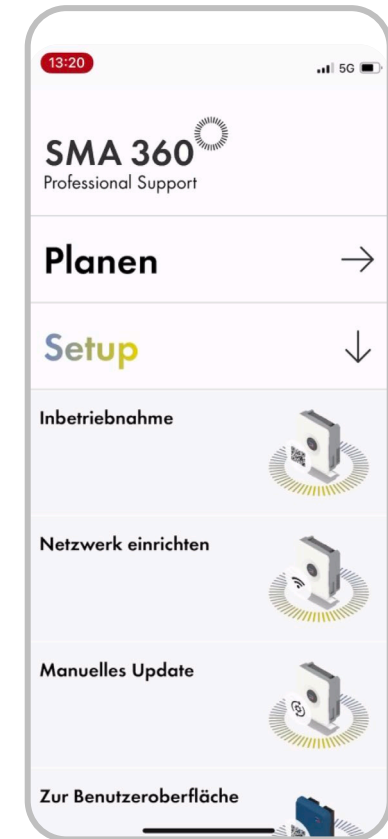 13:20
5G
SMA 360
Professional Support
Planen
Setup
Inbetriebnahme
Netzwerk einrichten
Manuelles Update
Zur Benutzeroberfläche